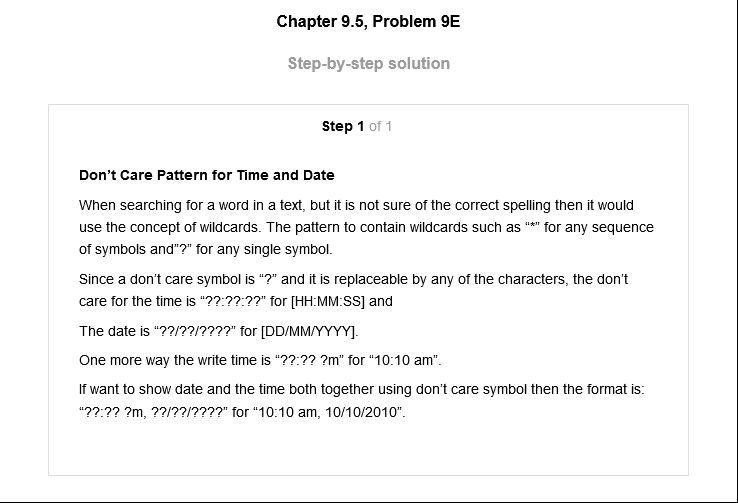 Chapter 9.5, Problem 9E
Step-by-step solution
Step 1 of 1
Don’t Care Pattern for Time and Date
When searching for a word in a text, but it is not sure of the correct spelling then it would
use the concept of wildcards. The pattern to contain wildcards such as “*” for any sequence
of symbols and”?” for any single symbol.
Since a don’t care symbol is “?” and it is replaceable by any of the characters, the don’t
care for the time is “??:??:??” for [HH:MM:SS] and
The date is “??/??/????” for [DD/MM/YYYY].
One more way the write time is “??:?? ?m” for “10:10 am”.
If want to show date and the time both together using don’t care symbol then the format is:
“??:?? ?m, ??/??/????” for “10:10 am, 10/10/2010”.